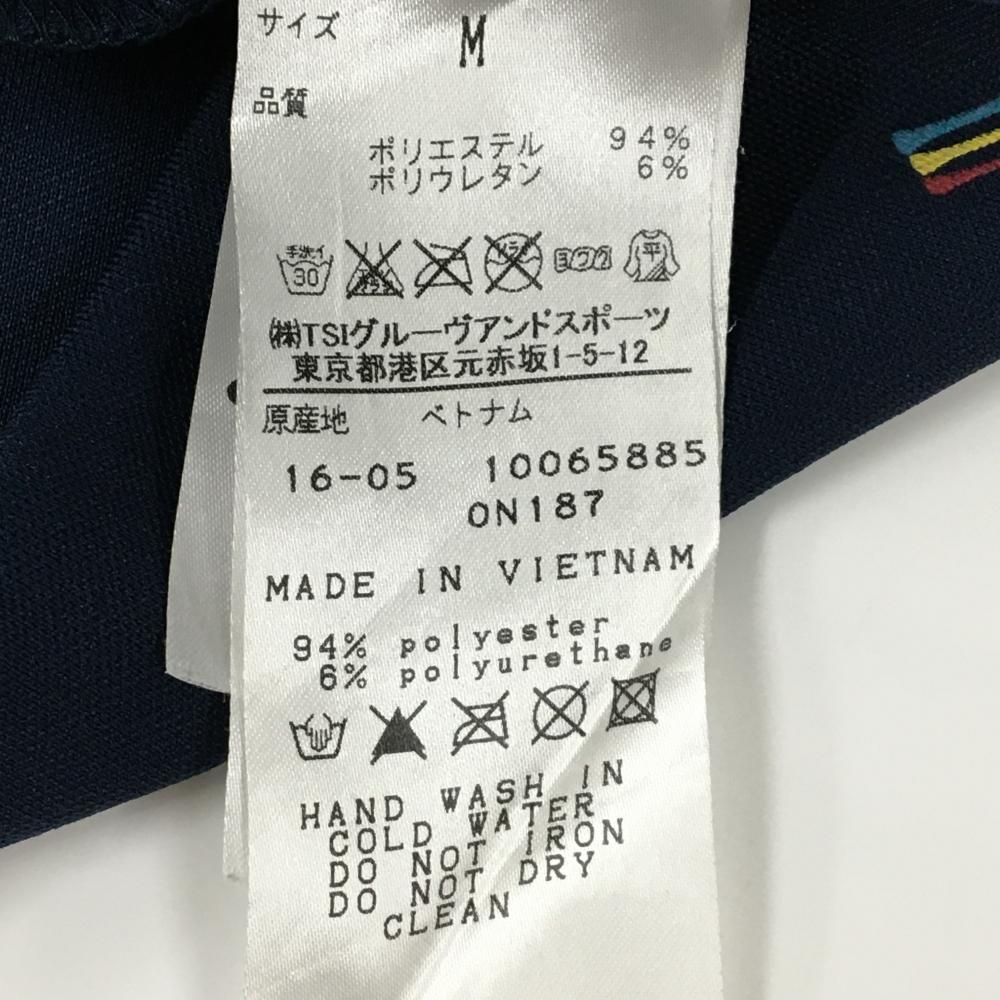 サイズ M
品質
ポリエステル 94%
ポリウレタン 6%
手洗イ
30
平
㈱TSIグルーヴアンドスポーツ
東京都港区元赤坂1-5-12
原産地 ベトナム
16-05 10065885
0N187
MADE IN VIETNAM
94% polyester
6% polyurethane
HAND WASH IN
COLD WATER
DO NOT IRON
DO NOT DRY
CLEAN